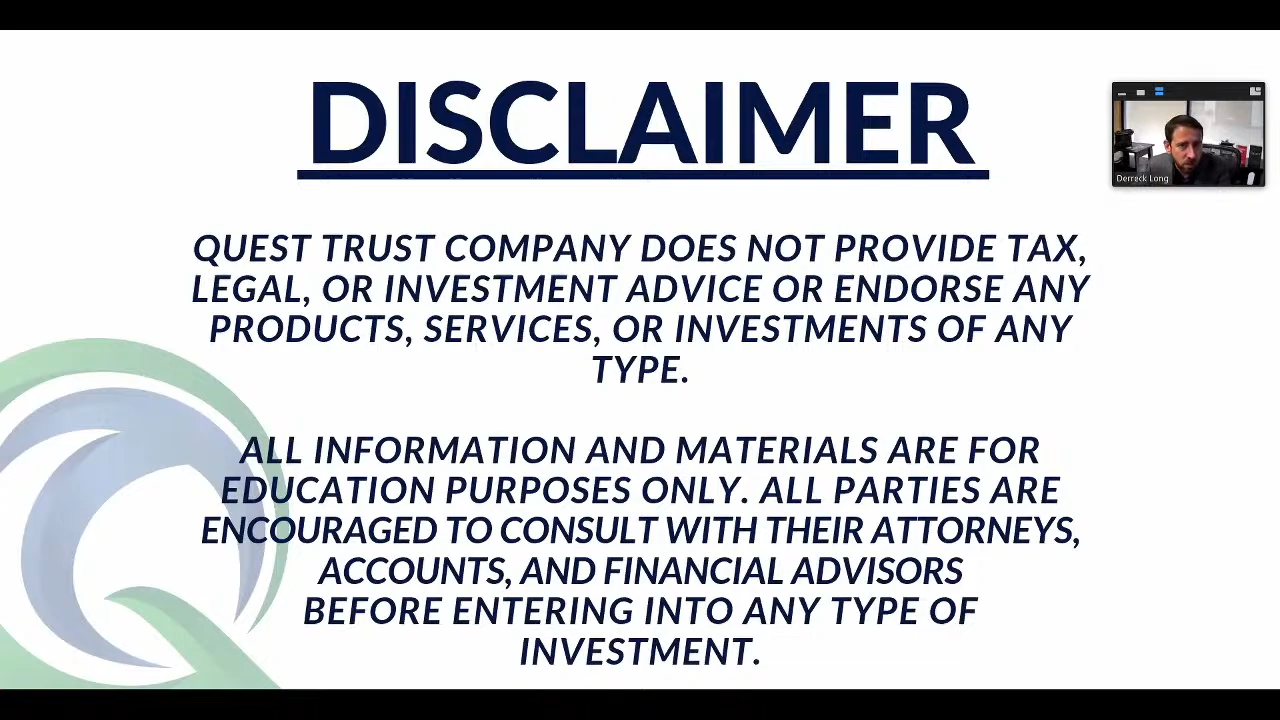 DISCLAIMER
Derreck Long
QUEST TRUST COMPANY DOES NOT PROVIDE TAX,
LEGAL, OR INVESTMENT ADVICE OR ENDORSE ANY
PRODUCTS, SERVICES, OR INVESTMENTS OF ANY
TYPE.
ALL INFORMATION AND MATERIALS ARE FOR
EDUCATION PURPOSES ONLY. ALL PARTIES ARE
ENCOURAGED TO CONSULT WITH THEIR ATTORNEYS,
ACCOUNTS, AND FINANCIAL ADVISORS
BEFORE ENTERING INTO ANY TYPE OF
INVESTMENT.